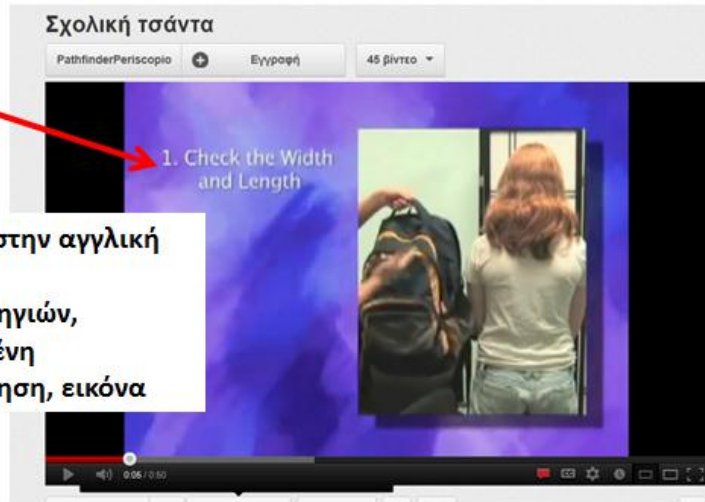 Σχολική τσάντα
PathfinderPeriscopio Εγγραφή 45 βίντεο
1. Check the Width
and Length
στην αγγλική
ηγιών,
ένη
ηση, εικόνα
0:05 / 0:50
CC